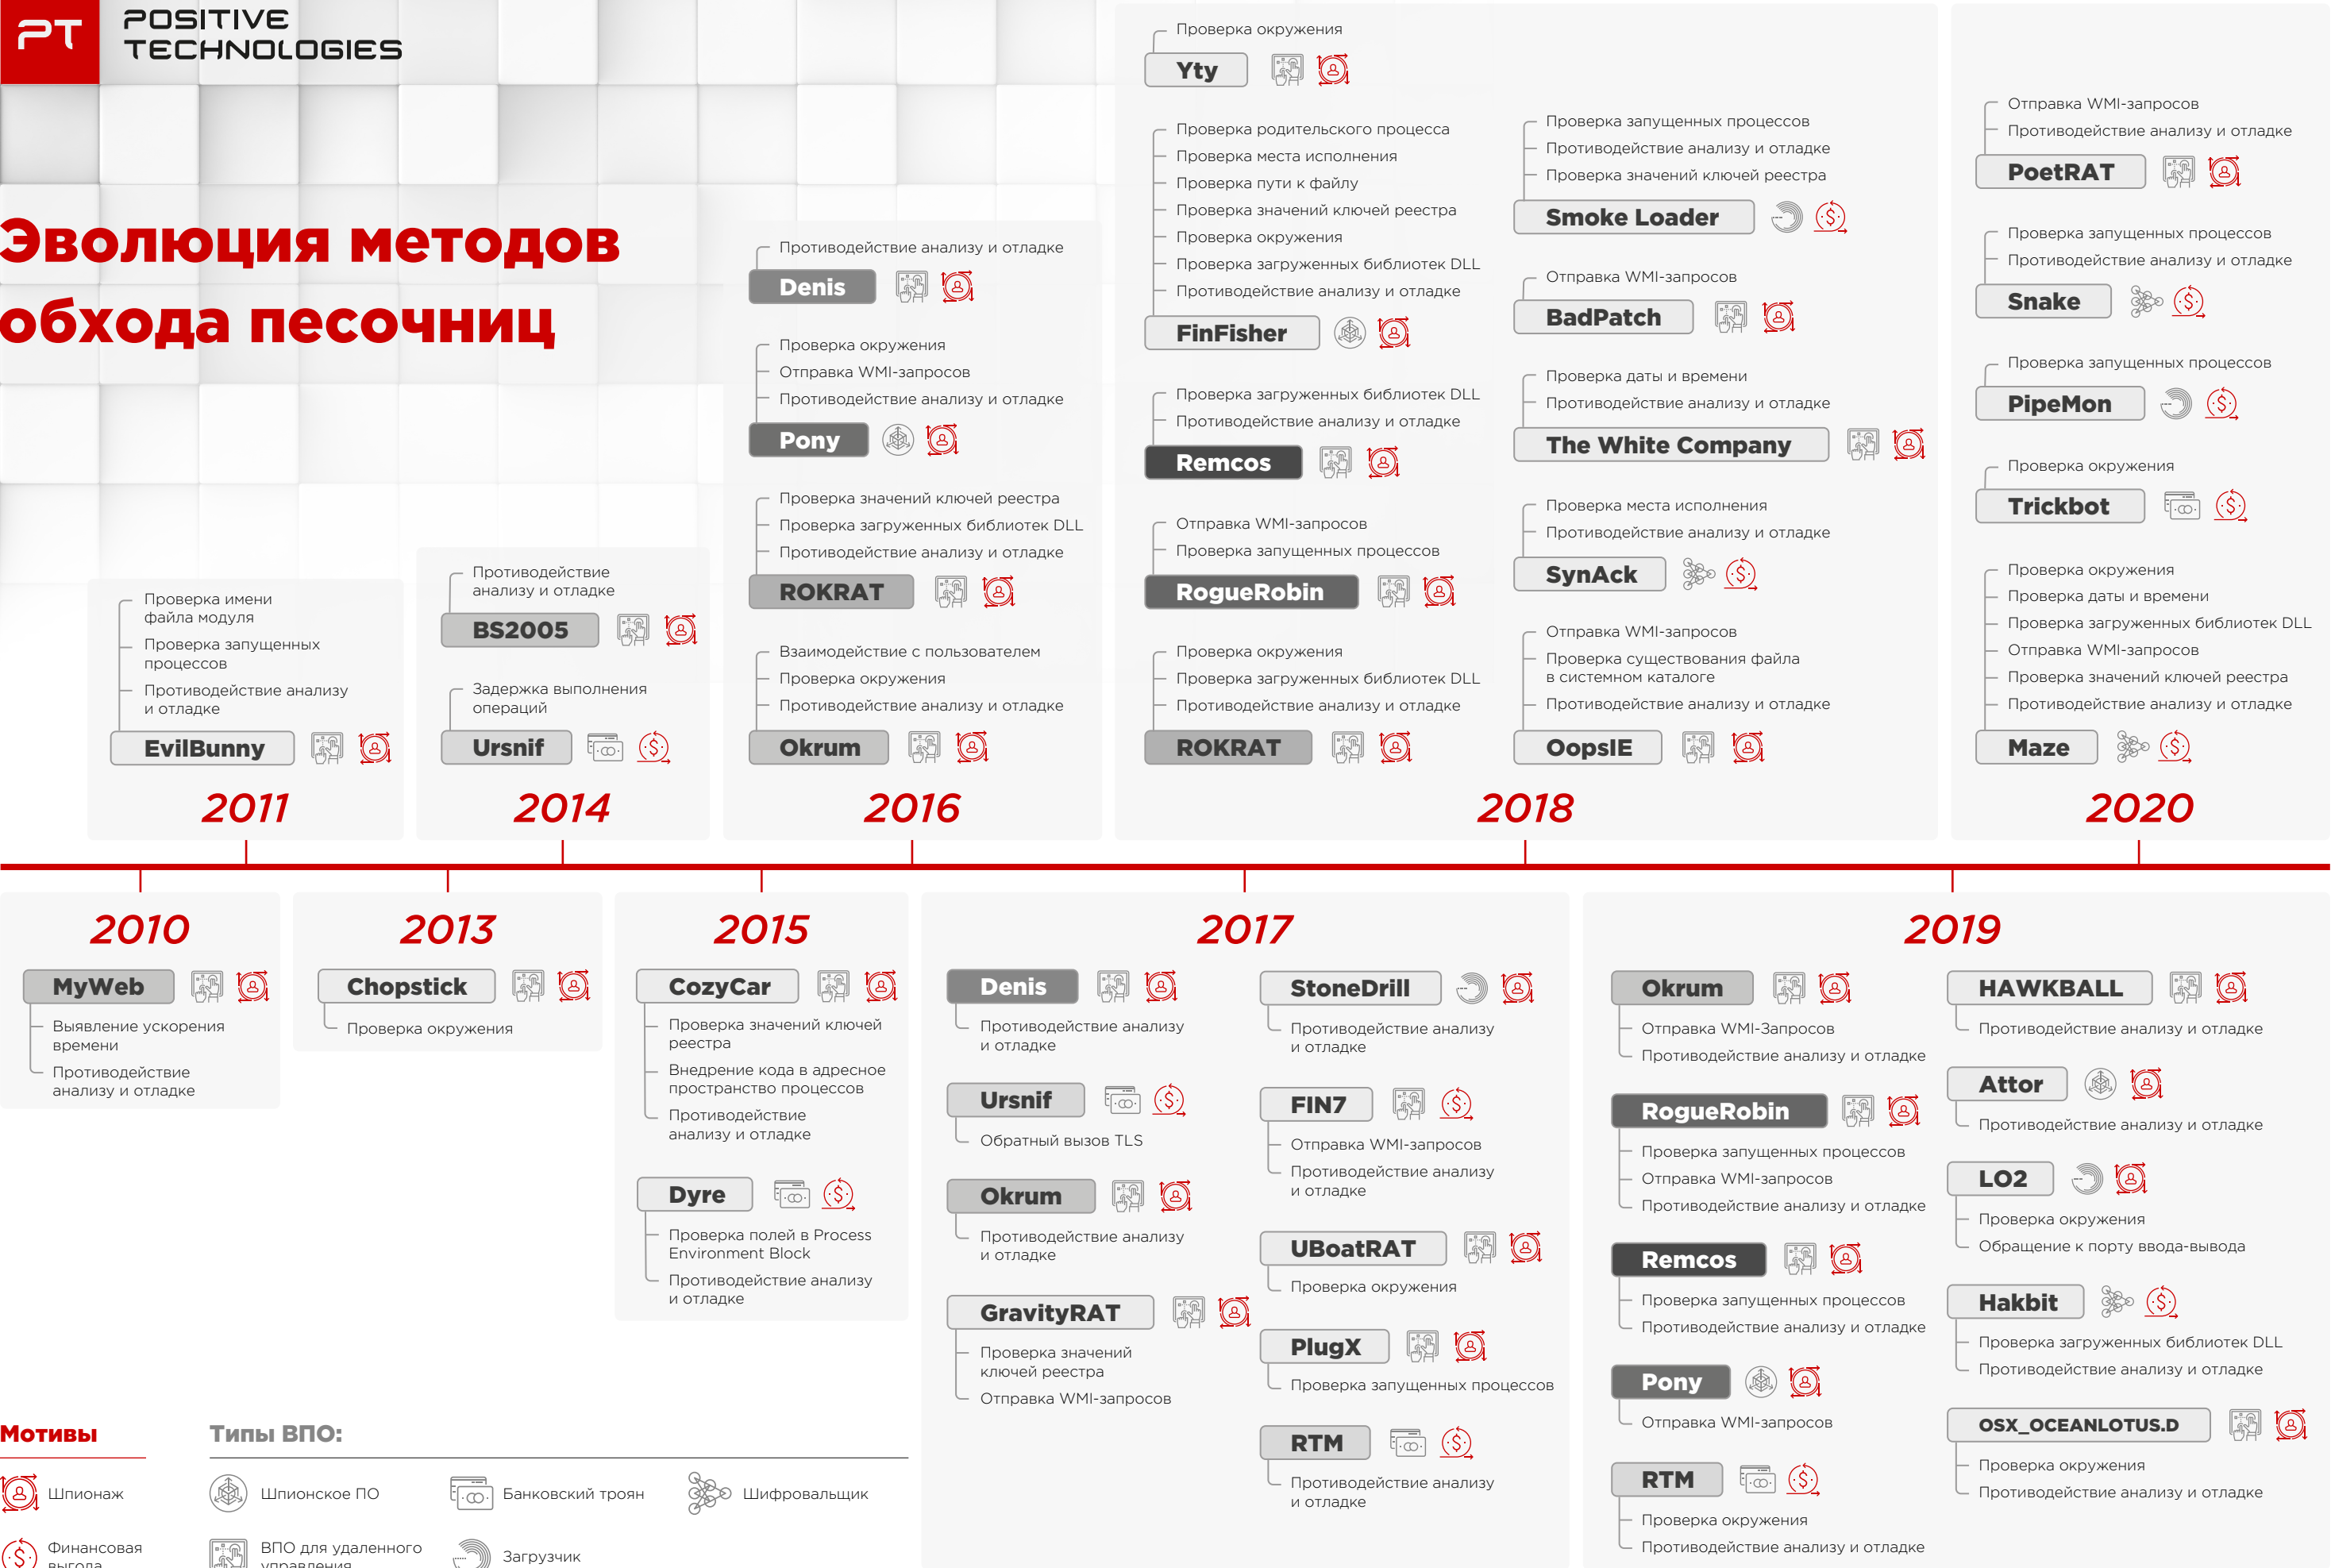 POSITIVE
TECHNOLOGIES
Эволюция методов
обхода песочниц
Проверка имени
файла модуля
Проверка запущенных
процессов
Противодействие анализу
и отладке
EvilBunny
2011
Противодействие
анализу и отладке
BS2005
Задержка выполнения
операций
Ursnif
2014
Противодействие анализу и отладке
Denis
Проверка окружения
Отправка WMI-запросов
Противодействие анализу и отладке
Pony
Проверка значений ключей реестра
Проверка загруженных библиотек DLL
Противодействие анализу и отладке
ROKRAT
Взаимодействие с пользователем
Проверка окружения
Противодействие анализу и отладке
Okrum
2016
Проверка окружения
Yty
Проверка родительского процесса
Проверка места исполнения
Проверка пути к файлу
Проверка значений ключей реестра
Проверка окружения
Проверка загруженных библиотек DLL
Противодействие анализу и отладке
FinFisher
Проверка загруженных библиотек DLL
Противодействие анализу и отладке
Remcos
Отправка WMI-запросов
Проверка запущенных процессов
RogueRobin
Проверка окружения
Проверка загруженных библиотек DLL
Противодействие анализу и отладке
ROKRAT
Проверка запущенных процессов
Противодействие анализу и отладке
Проверка значений ключей реестра
Smoke Loader
Отправка WMI-запросов
BadPatch
Проверка даты и времени
Противодействие анализу и отладке
The White Company
Проверка места исполнения
Противодействие анализу и отладке
SynAck
Отправка WMI-запросов
Проверка существования файла
в системном каталоге
Противодействие анализу и отладке
OopsIE
2018
Отправка WMI-запросов
Противодействие анализу и отладке
PoetRAT
Проверка запущенных процессов
Противодействие анализу и отладке
Snake
Проверка запущенных процессов
PipeMon
Проверка окружения
Trickbot
Проверка окружения
Проверка даты и времени
Проверка загруженных библиотек DLL
Отправка WMI-запросов
Проверка значений ключей реестра
Противодействие анализу и отладке
Maze
2020
2010
MyWeb
Выявление ускорения
времени
Противодействие
анализу и отладке
2013
Chopstick
Проверка окружения
2015
CozyCar
Проверка значений ключей
реестра
Внедрение кода в адресное
пространство процессов
Противодействие
анализу и отладке
Dyre
Проверка полей в Process
Environment Block
Противодействие анализу
и отладке
2017
Denis
Противодействие анализу
и отладке
Ursnif
Обратный вызов TLS
Okrum
Противодействие анализу
и отладке
GravityRAT
Проверка значений
ключей реестра
Отправка WMI-запросов
StoneDrill
Противодействие анализу
и отладке
FIN7
Отправка WMI-запросов
Противодействие анализу
и отладке
UBoatRAT
Проверка окружения
PlugX
Проверка запущенных процессов
RTM
Противодействие анализу
и отладке
2019
Okrum
Отправка WMI-Запросов
Противодействие анализу и отладке
RogueRobin
Проверка запущенных процессов
Отправка WMI-запросов
Противодействие анализу и отладке
Remcos
Проверка запущенных процессов
Противодействие анализу и отладке
Pony
Отправка WMI-запросов
RTM
Проверка окружения
Противодействие анализу и отладке
HAWKBALL
Противодействие анализу и отладке
Attor
Противодействие анализу и отладке
LO2
Проверка окружения
Обращение к порту ввода-вывода
Hakbit
Проверка загруженных библиотек DLL
Противодействие анализу и отладке
OSX_OCEANLOTUS.D
Проверка окружения
Противодействие анализу и отладке
Мотивы
Шпионаж
Финансовая
выгода
Типы ВПО:
Шпионское ПО
Банковский троян
Шифровальщик
ВПО для удаленного
управления
Загрузчик